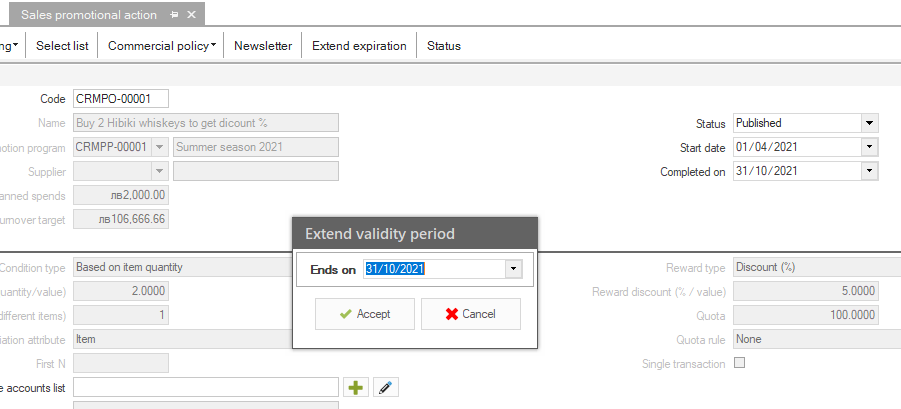 Sales promotional action
ng Select list Commercial policy Newsletter Extend expiration Status
Code CRMPO-00001
Name Buy 2 Hibiki whiskeys to get dicount % Status Published
otion program CRMPP-00001 Summer season 2021 Start date 01/04/2021
Supplier Completed on 31/10/2021
anned spends лв2,000.00
urnover target лв106,666.66
Extend validity period
Condition type Based on item quantity Ends on 31/10/2021 Reward type Discount (%)
uantity/value) 2.0000 Reward discount (% / value) 5.0000
different items) 1 Accept Cancel Quota 100.0000
iation attribute Item Quota rule None
First N Single transaction
e accounts list